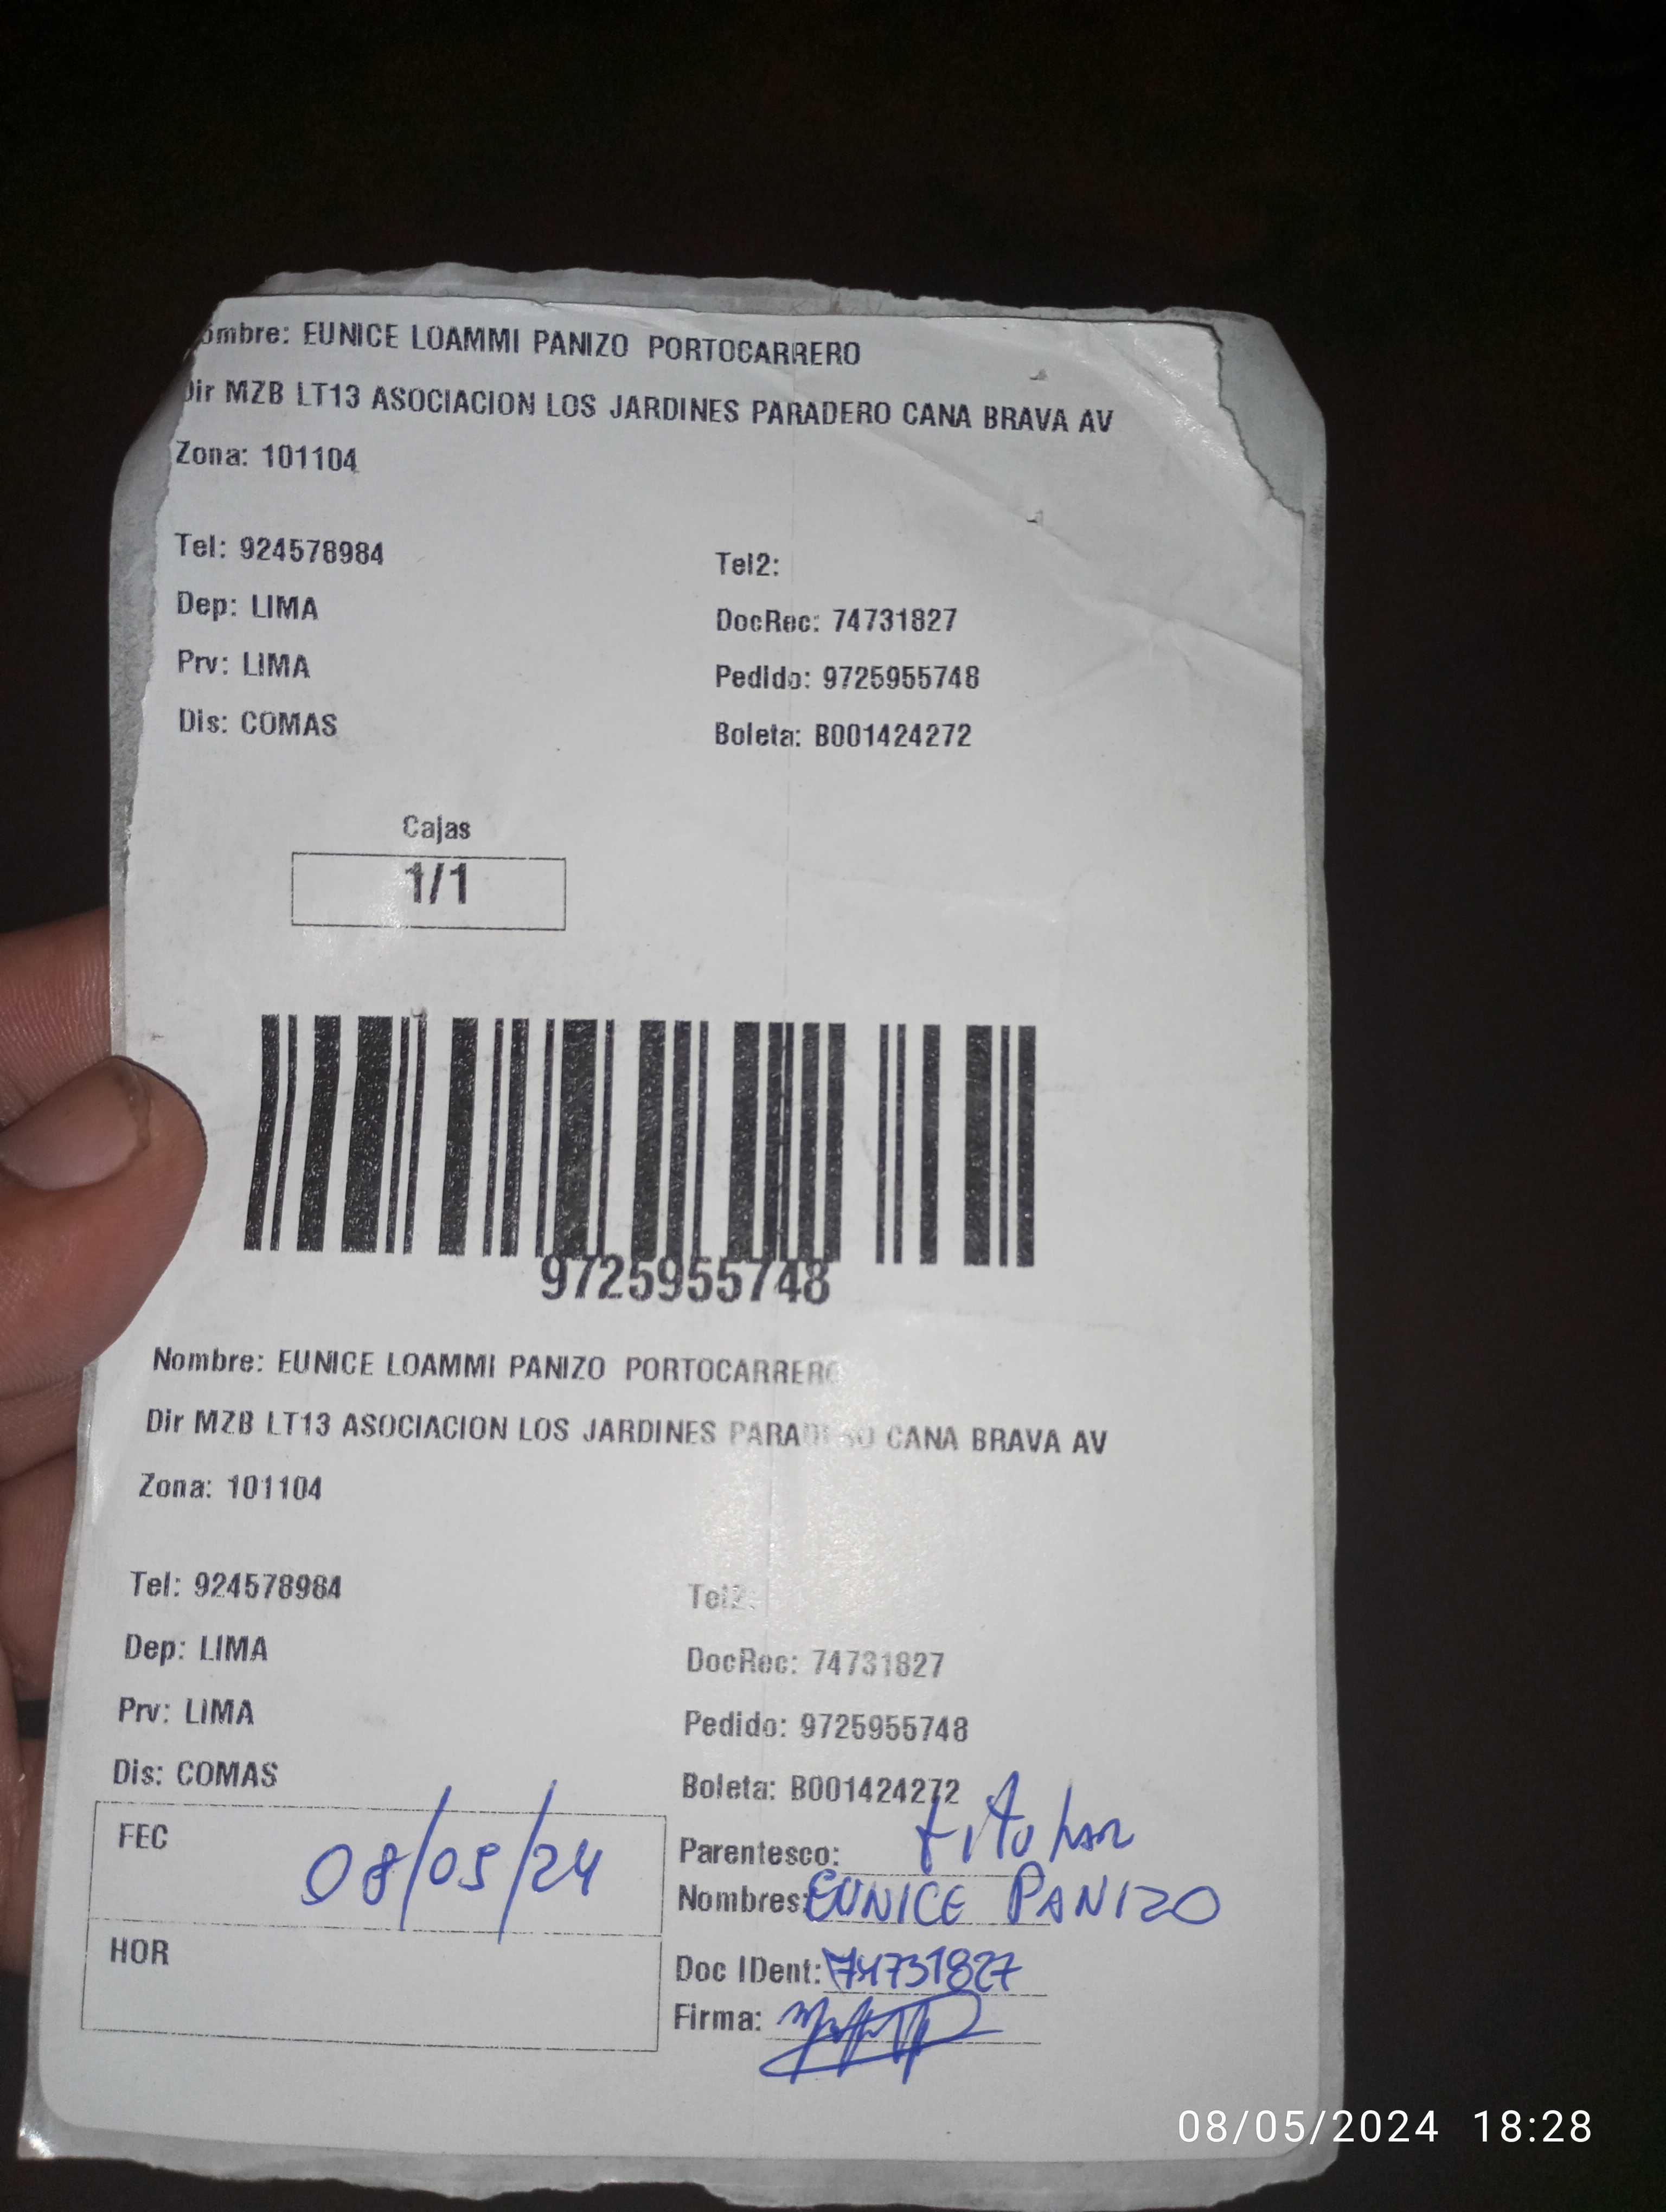 ombre: EUNICE LOAMMI PANIZO PORTOCARRERO
Dir MZB LT13 ASOCIACION LOS JARDINES PARADERO CANA BRAVA AV
Zona: 101104
Tel: 924578984 Tel2:
Dep: LIMA DocRec: 74731827
Prv: LIMA Pedido: 9725955748
Dis: COMAS Boleta: B001424272
Cajas
1/1
9725955748
Nombre: EUNICE LOAMMI PANIZO PORTOCARRERO
Dir MZB LT13 ASOCIACION LOS JARDINES PARADERO CANA BRAVA AV
Zona: 101104
Tel: 924578984 Tel2:
Dep: LIMA DocRec: 74731827
Prv: LIMA Pedido: 9725955748
Dis: COMAS Boleta: B001424272
FEC 08/05/24 Parentesco: titular
Nombres: EUNICE PANIZO
HOR Doc IDent: 74731827
Firma:
08/05/2024 18:28